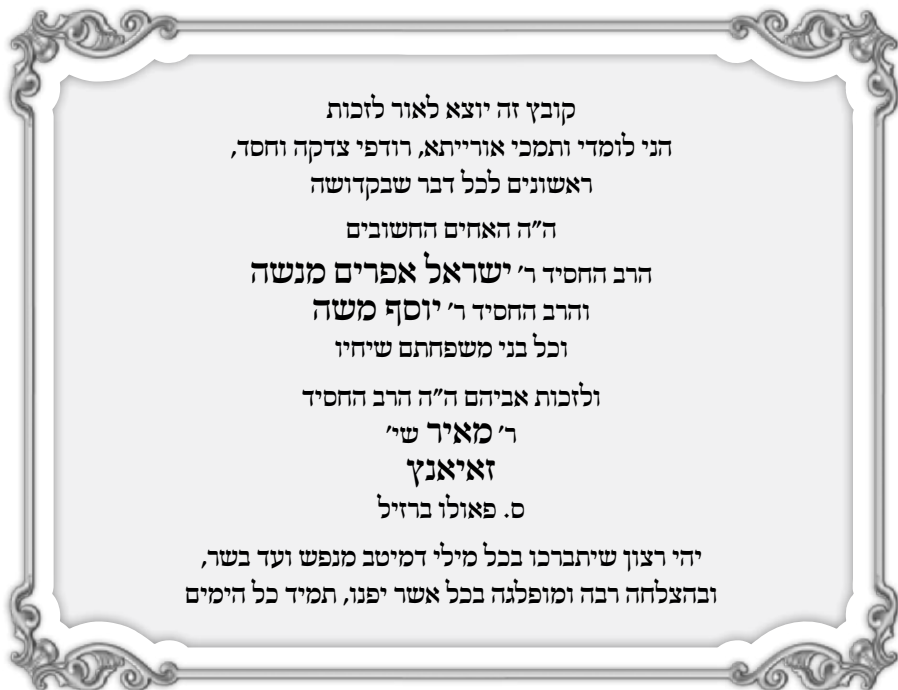 קובץ זה יוצא לאור לזכות
הני לומדי ותמכי אורייתא, רודפי צדקה וחסד,
ראשונים לכל דבר שבקדושה
ה״ה האחים החשובים
הרב החסיד ר׳ ישראל אפרים מנשה
והרב החסיד ר׳ יוסף משה
וכל בני משפחתם שיחיו
ולזכות אביהם ה״ה הרב החסיד
ר׳ מאיר שי׳
זאיאנץ
ס. פאולו ברזיל
יהי רצון שיתברכו בכל מילי דמיטב מנפש ועד בשר,
ובהצלחה רבה ומופלגה בכל אשר יפנו, תמיד כל הימים